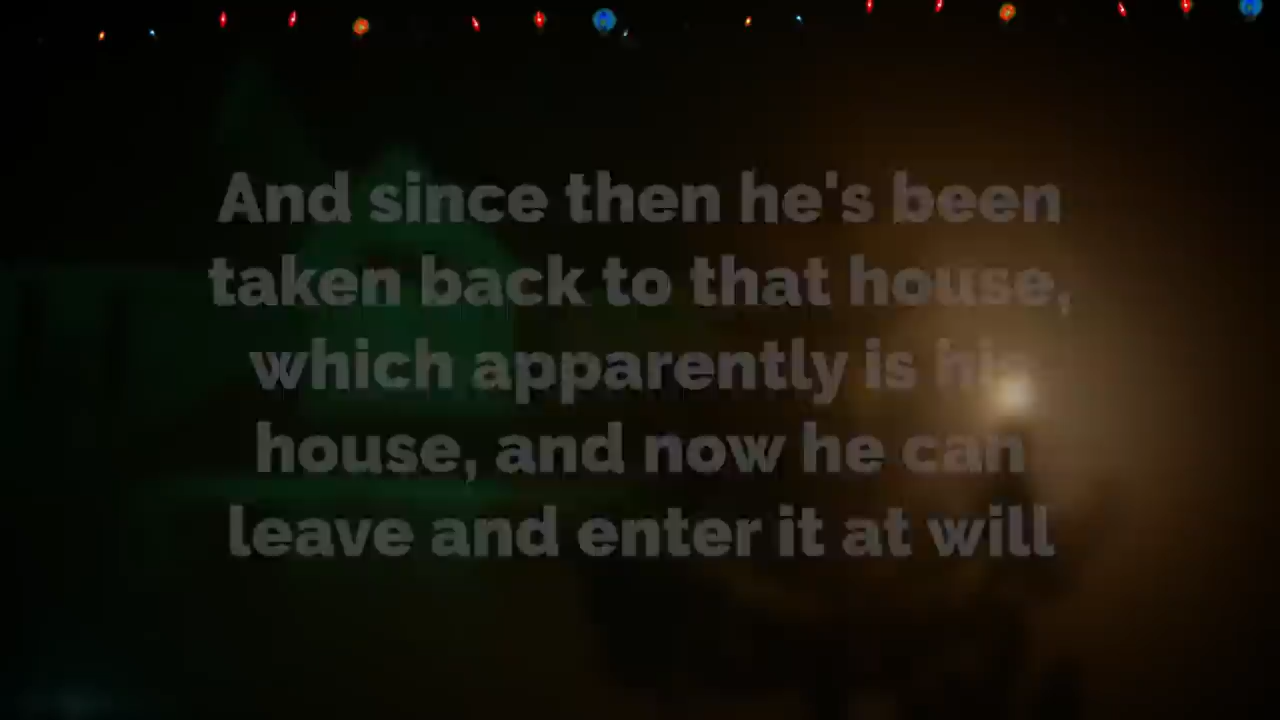 And since then he's been
taken back to that house,
which apparently is his
house, and now he can
leave and enter it at will